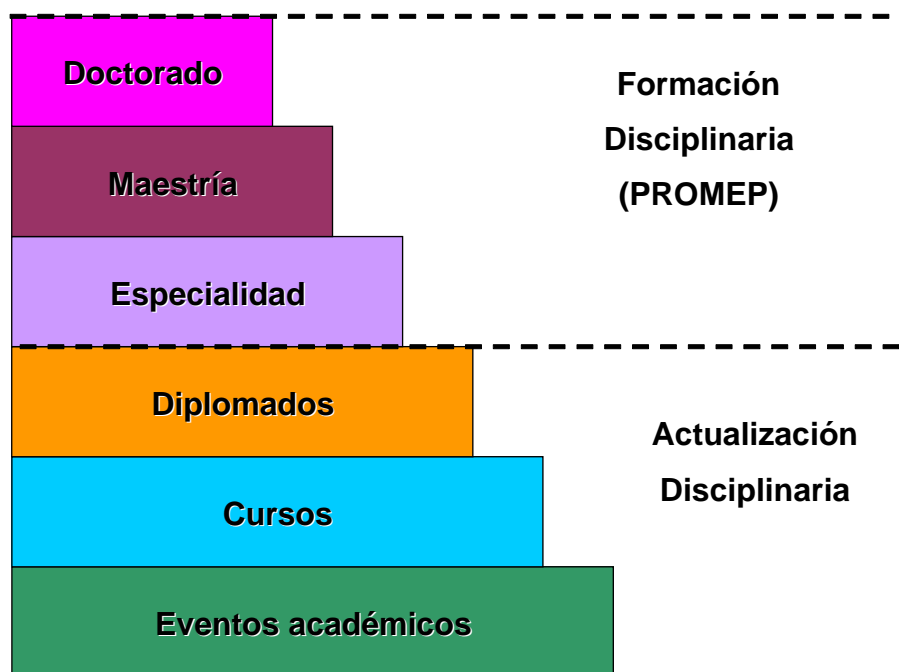 Doctorado
Formación
Disciplinaria
(PROMEP)
Maestría
Especialidad
Diplomados
Actualización
Disciplinaria
Cursos
Eventos académicos